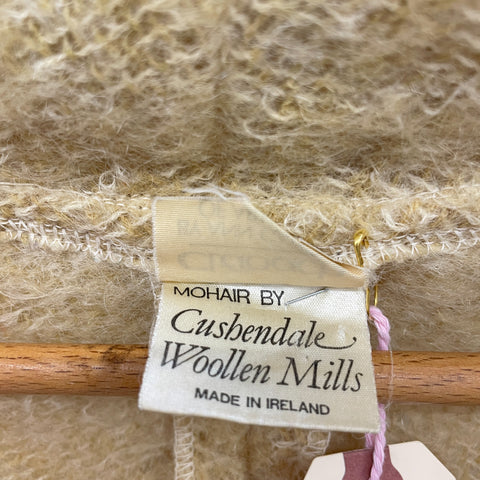 MOHAIR BY
Cushendale
Woollen Mills
MADE IN IRELAND